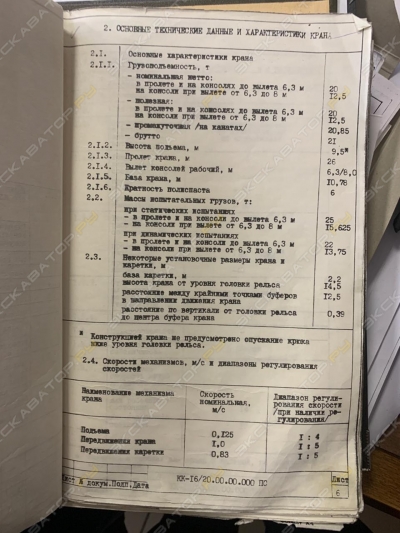 2. ОСНОВНЫЕ ТЕХНИЧЕСКИЕ ДАННЫЕ И ХАРАКТЕРИСТИКИ КРАНА
2.1. Основные характеристики крана
2.1.1. Грузоподъемность, т
- номинальная нетто:
в пролете и на консолях до вылета 6,3 м 20
на консоли при вылете от 6,3 до 8 м 12,5
- полезная:
в пролете и на консолях до вылета 6,3 м 20
на консоли при вылете от 6,3 до 8 м 12,5
- промежуточная /на канатах/ 20,85
- брутто 21
2.1.2. Высота подъема, м 9,5ˣ
2.1.3. Пролет крана, м 26
2.1.4. Вылет консолей рабочий, м 6,3/8,0
2.1.5. База крана, м 10,78
2.1.6. Кратность полиспаста 6
2.2. Массы испытательных грузов, т:
при статических испытаниях
- в пролете и на консоли до вылета 6,3 м 25
- на консоли при вылете от 6,3 до 8 м 15,625
при динамических испытаниях
- в пролете и на консоли до вылета 6,3 м 22
- на консоли при вылете от 6,3 до 8 м 13,75
2.3. Некоторые установочные размеры крана и
каретки, м
база каретки, м 2,2
высота крана от уровня головки рельса 14,5
расстояние между крайними точками буферов
в направлении движения крана 12,5
расстояние по вертикали от головки рельса
до центра буфера крана 0,39
х Конструкцией крана не предусмотрено опускание крюка
ниже уровня головки рельса.
2.4. Скорости механизмов, м/с и диапазоны регулирования
скоростей
Наименование механизма крана
Скорость номинальная, м/с
Диапазон регулирования скорости /при наличии регулирования/
Подъема 0,125 1 : 4
Передвижения крана 1,0 1 : 5
Передвижения каретки 0,83 1 : 5
Лист № докум. Подп. Дата
КК-16/20.00.00.000 ПС
Лист
6